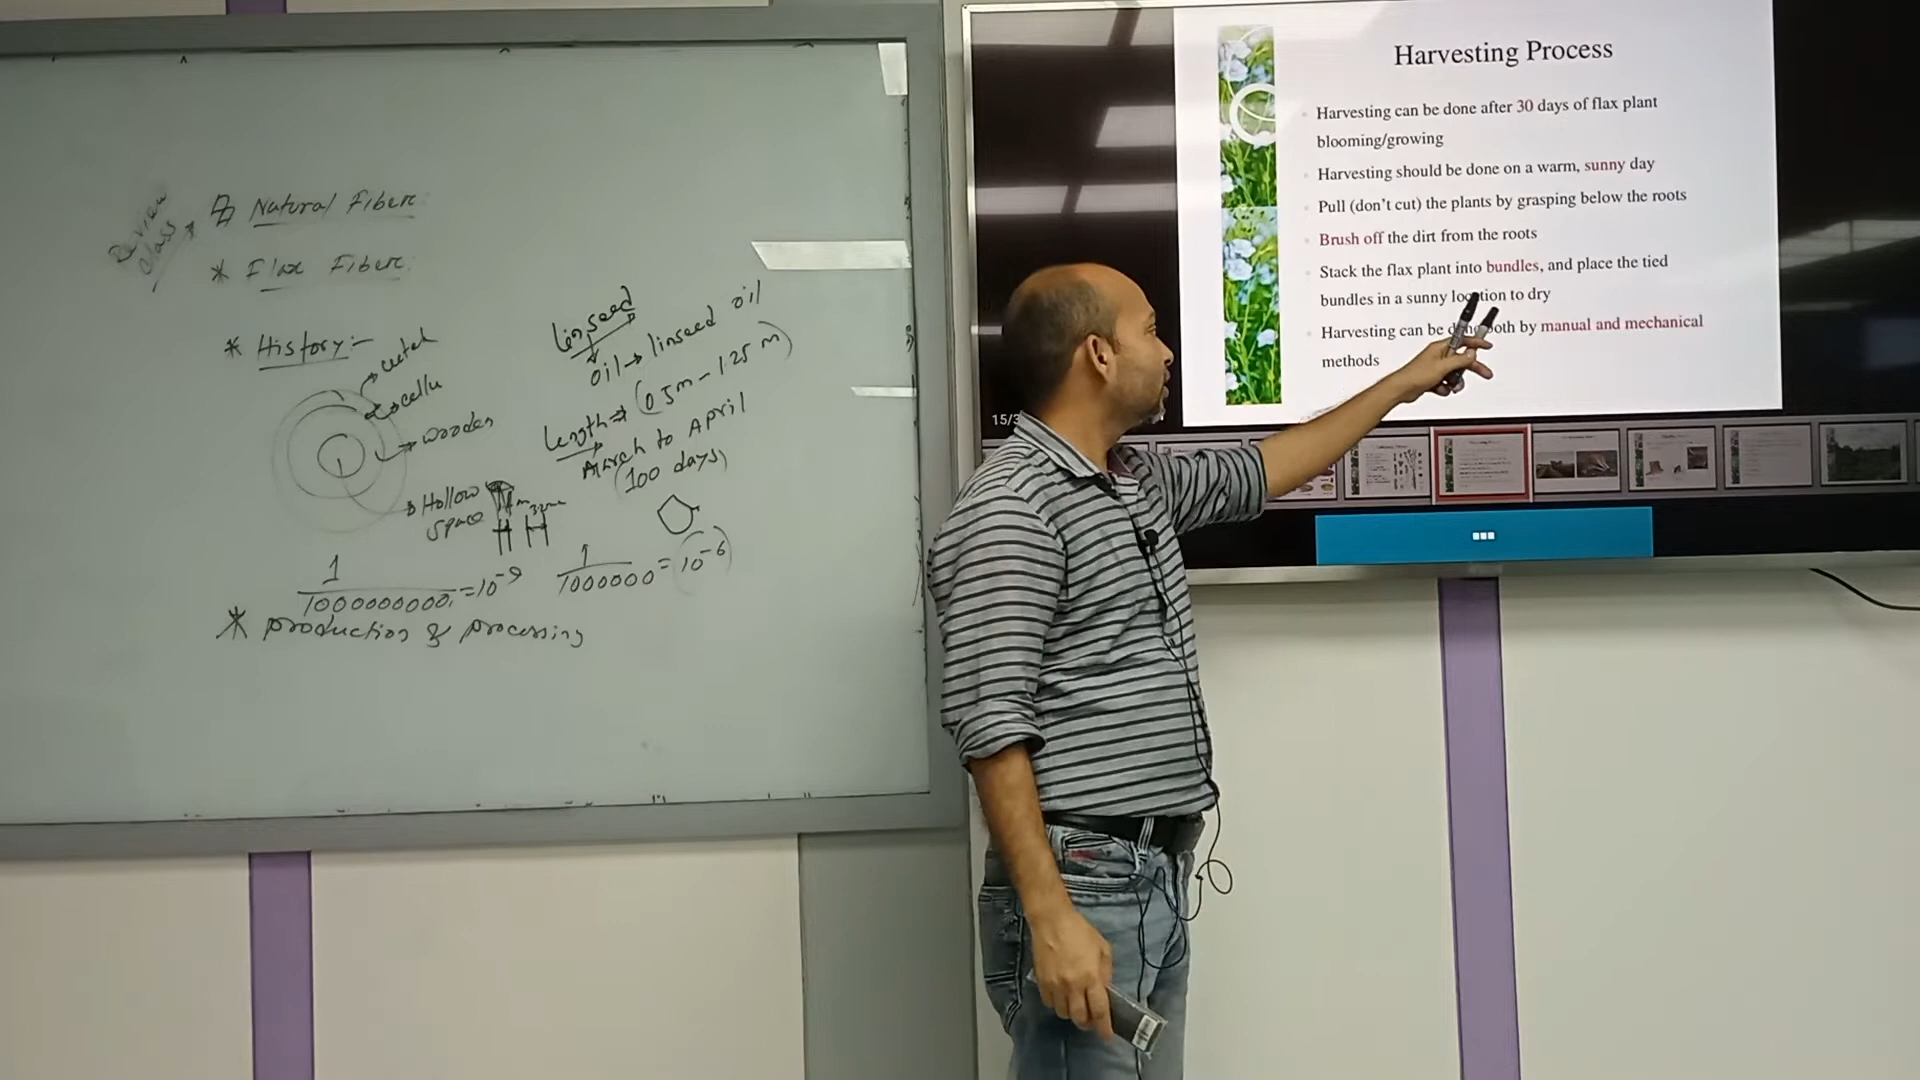 Review
class
Natural Fibere
* Flax Fibere
* History:-
linseed
oil → linseed oil
Length ⇒ (0.5m - 1.25 m)
March to April
(100 days)
wooden
Hollow
space
1
1000000000 = 10⁻⁹
1
1000000 = 10⁻⁶
* production & processing
Harvesting Process
Harvesting can be done after 30 days of flax plant
blooming/growing
Harvesting should be done on a warm, sunny day
Pull (don't cut) the plants by grasping below the roots
Brush off the dirt from the roots
Stack the flax plant into bundles, and place the tied
bundles in a sunny location to dry
Harvesting can be done both by manual and mechanical
methods
15/3